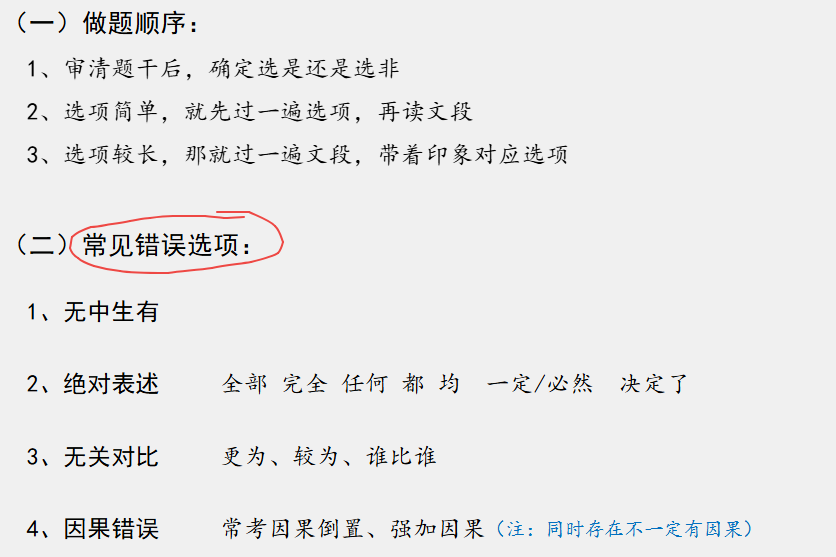 （一）做题顺序：
1、审清题干后，确定选是还是选非
2、选项简单，就先过一遍选项，再读文段
3、选项较长，那就过一遍文段，带着印象对应选项
（二）常见错误选项：
1、无中生有
2、绝对表述 全部 完全 任何 都 均 一定/必然 决定了
3、无关对比 更为、较为、谁比谁
4、因果错误 常考因果倒置、强加因果（注：同时存在不一定有因果）